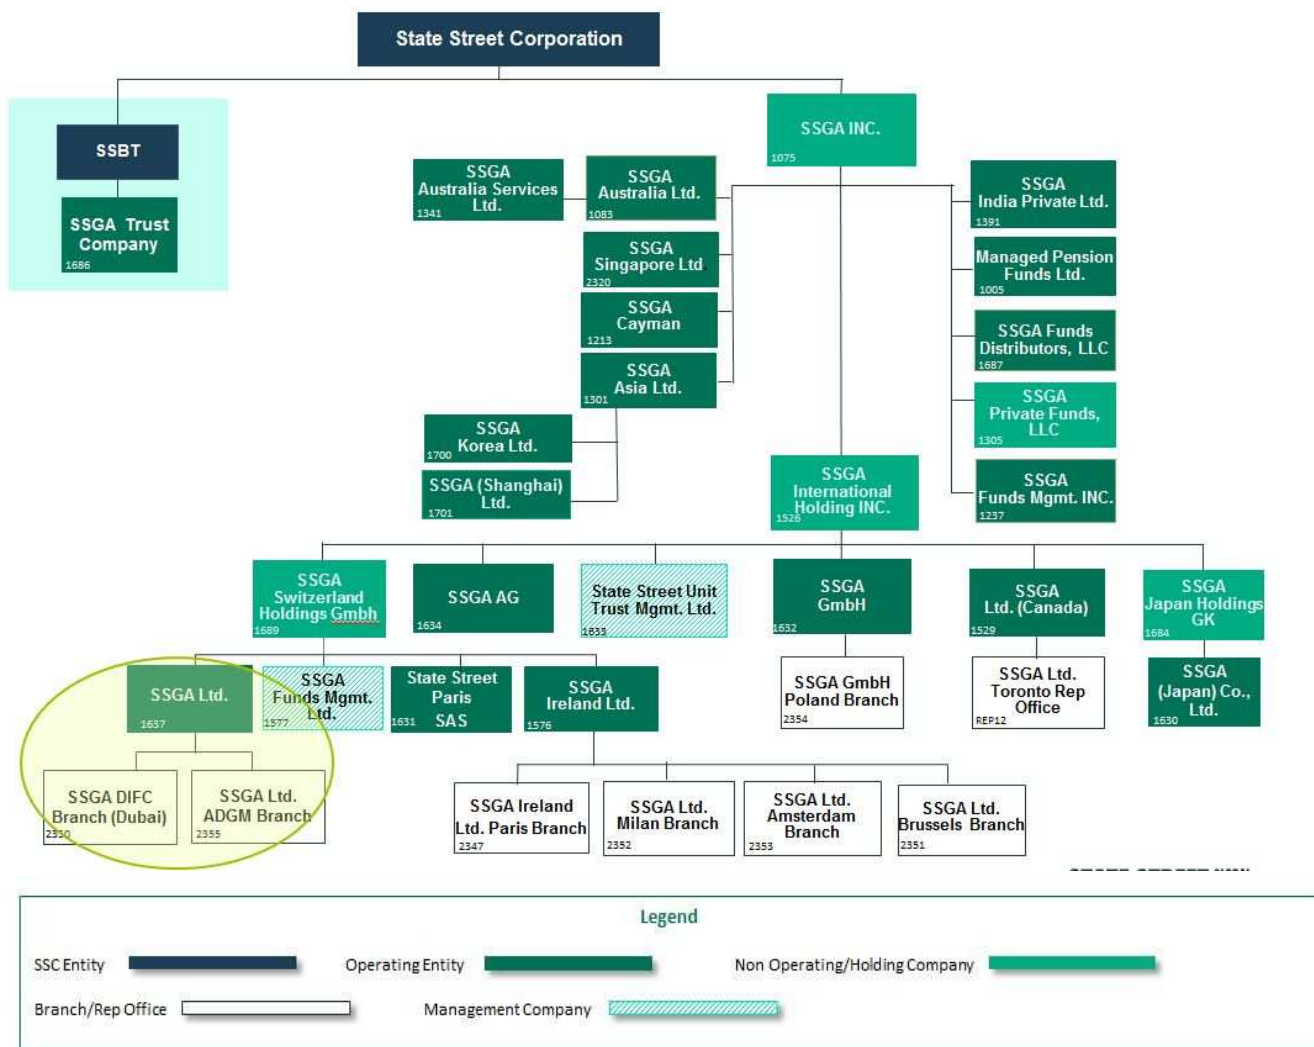 State Street Corporation
SSBT
SSGA Trust
Company
1686
SSGA INC.
1075
SSGA
Australia Services
Ltd.
1341
SSGA
Australia Ltd.
1083
SSGA
Singapore Ltd.
2320
SSGA
Cayman
1213
SSGA
Asia Ltd.
1301
SSGA
Korea Ltd.
1700
SSGA (Shanghai)
Ltd.
1701
SSGA
India Private Ltd.
1391
Managed Pension
Funds Ltd.
1005
SSGA Funds
Distributors, LLC
1687
SSGA
Private Funds,
LLC
1305
SSGA
Funds Mgmt. INC.
1237
SSGA
International
Holding INC.
1526
SSGA
Switzerland
Holdings Gmbh
1689
SSGA AG
1634
State Street Unit
Trust Mgmt. Ltd.
1633
SSGA
GmbH
1632
SSGA
Ltd. (Canada)
1529
SSGA
Japan Holdings
GK
1684
SSGA Ltd.
1637
SSGA
Funds Mgmt.
Ltd.
1577
State Street
Paris
SAS
1631
SSGA
Ireland Ltd.
1576
SSGA GmbH
Poland Branch
2354
SSGA Ltd.
Toronto Rep
Office
REP12
SSGA
(Japan) Co.,
Ltd.
1630
SSGA DIFC
Branch (Dubai)
2350
SSGA Ltd.
ADGM Branch
2355
SSGA Ireland
Ltd. Paris Branch
2347
SSGA Ltd.
Milan Branch
2352
SSGA Ltd.
Amsterdam
Branch
2353
SSGA Ltd.
Brussels Branch
2351
Legend
SSC Entity
Operating Entity
Non Operating/Holding Company
Branch/Rep Office
Management Company